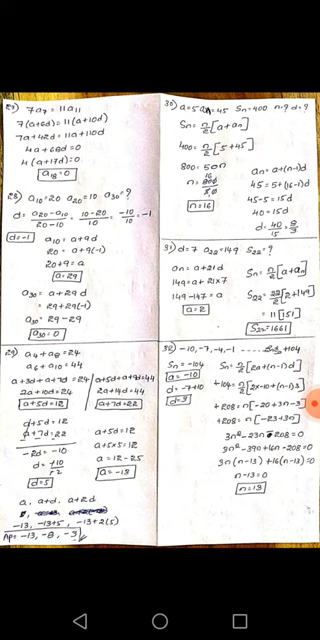 27) 7a₇ = 11a₁₁
7(a+6d) = 11(a+10d)
7a+42d = 11a+110d
4a+68d = 0
4(a+17d) = 0
a₁₈ = 0
28) a₁₀=20 a₂₀=10 a₃₀=?
d = a₂₀-a₁₀ / 20-10 = 10-20 / 10 = -10/10 = -1
d=-1
a₁₀ = a+9d
20 = a+9(-1)
20+9 = a
a=29
a₃₀ = a+29d
= 29+29(-1)
a₃₀ = 29-29
a₃₀=0
29) a₄+a₈ = 24
a₆+a₁₀ = 44
a+3d+a+7d = 24
2a+10d = 24
a+5d=12
a+5d+a+9d=44
2a+14d = 44
a+7d=22
a+5d = 12
a+7d = 22
-2d = -10
d=5
a+5d=12
a+5×5 = 12
a = 12-25
a = -13
a, a+d, a+2d
-13, -13+5, -13+2(5)
AP = -13, -8, -3
30) a=5 an=45 Sn=400 n=? d=?
Sn = n/2 [a+an]
400 = n/2 [5+45]
800 = 50n
n=16
an = a+(n-1)d
45 = 5+(16-1)d
45-5 = 15d
40 = 15d
d = 40/15 = 8/3
31) d=7 a₂₂=149 S₂₂=?
an = a+21d
149 = a+21×7
149-147 = a
a=2
Sn = n/2 [a+an]
S₂₂ = 22/2 [2+149]
= 11 [151]
S₂₂=1661
32) -10, -7, -4, -1 ...... +104
Sn = -104
a = -10
d = -7+10
d=3
Sn = n/2 [2a+(n-1)d]
+104 = n/2 [2×-10+(n-1)3
+208 = n [-20+3n-3]
+208 = n [-23+3n]
3n²-23n-208=0
3n²-39n+16n-208=0
3n(n-13)+16(n-13)=0
n-13=0
n=13